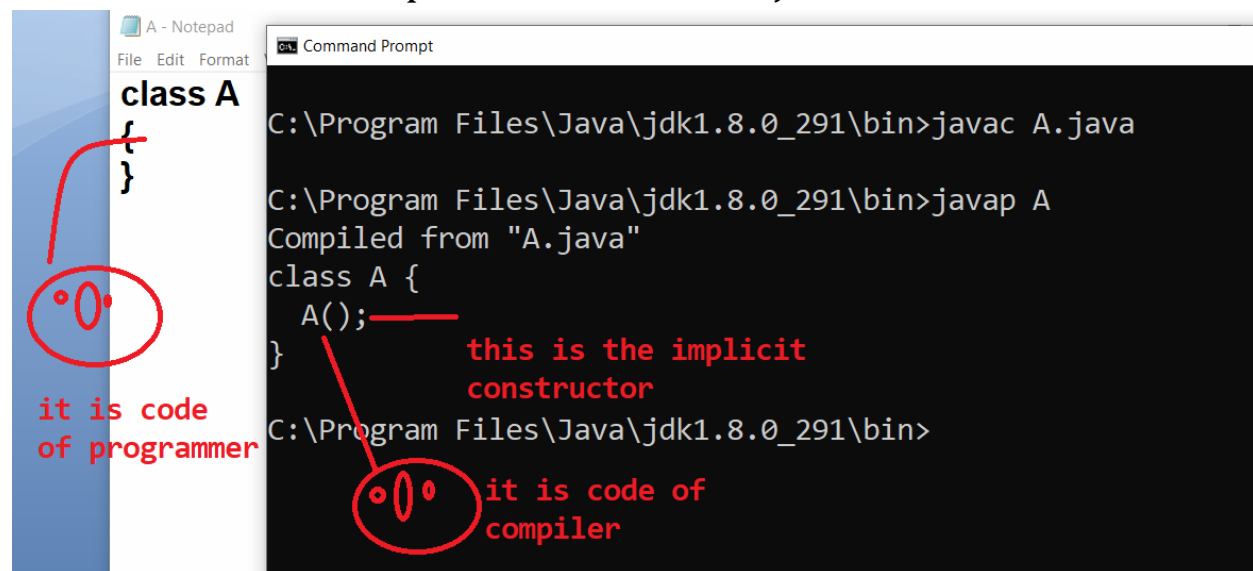 A - Notepad
File Edit Format
class A
{
}
Command Prompt
C:\Program Files\Java\jdk1.8.0_291\bin>javac A.java
C:\Program Files\Java\jdk1.8.0_291\bin>javap A
Compiled from "A.java"
class A {
A();
}
this is the implicit
constructor
C:\Program Files\Java\jdk1.8.0_291\bin>
it is code
of programmer
it is code of
compiler